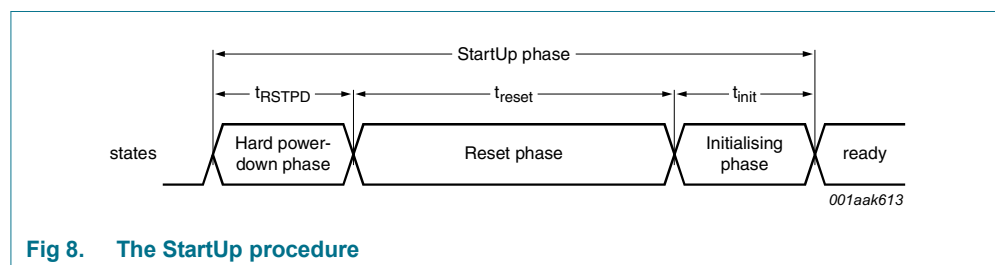 StartUp phase
tRSTPD
treset
tinit
states
Hard power-
down phase
Reset phase
Initialising
phase
ready
001aak613
Fig 8. The StartUp procedure